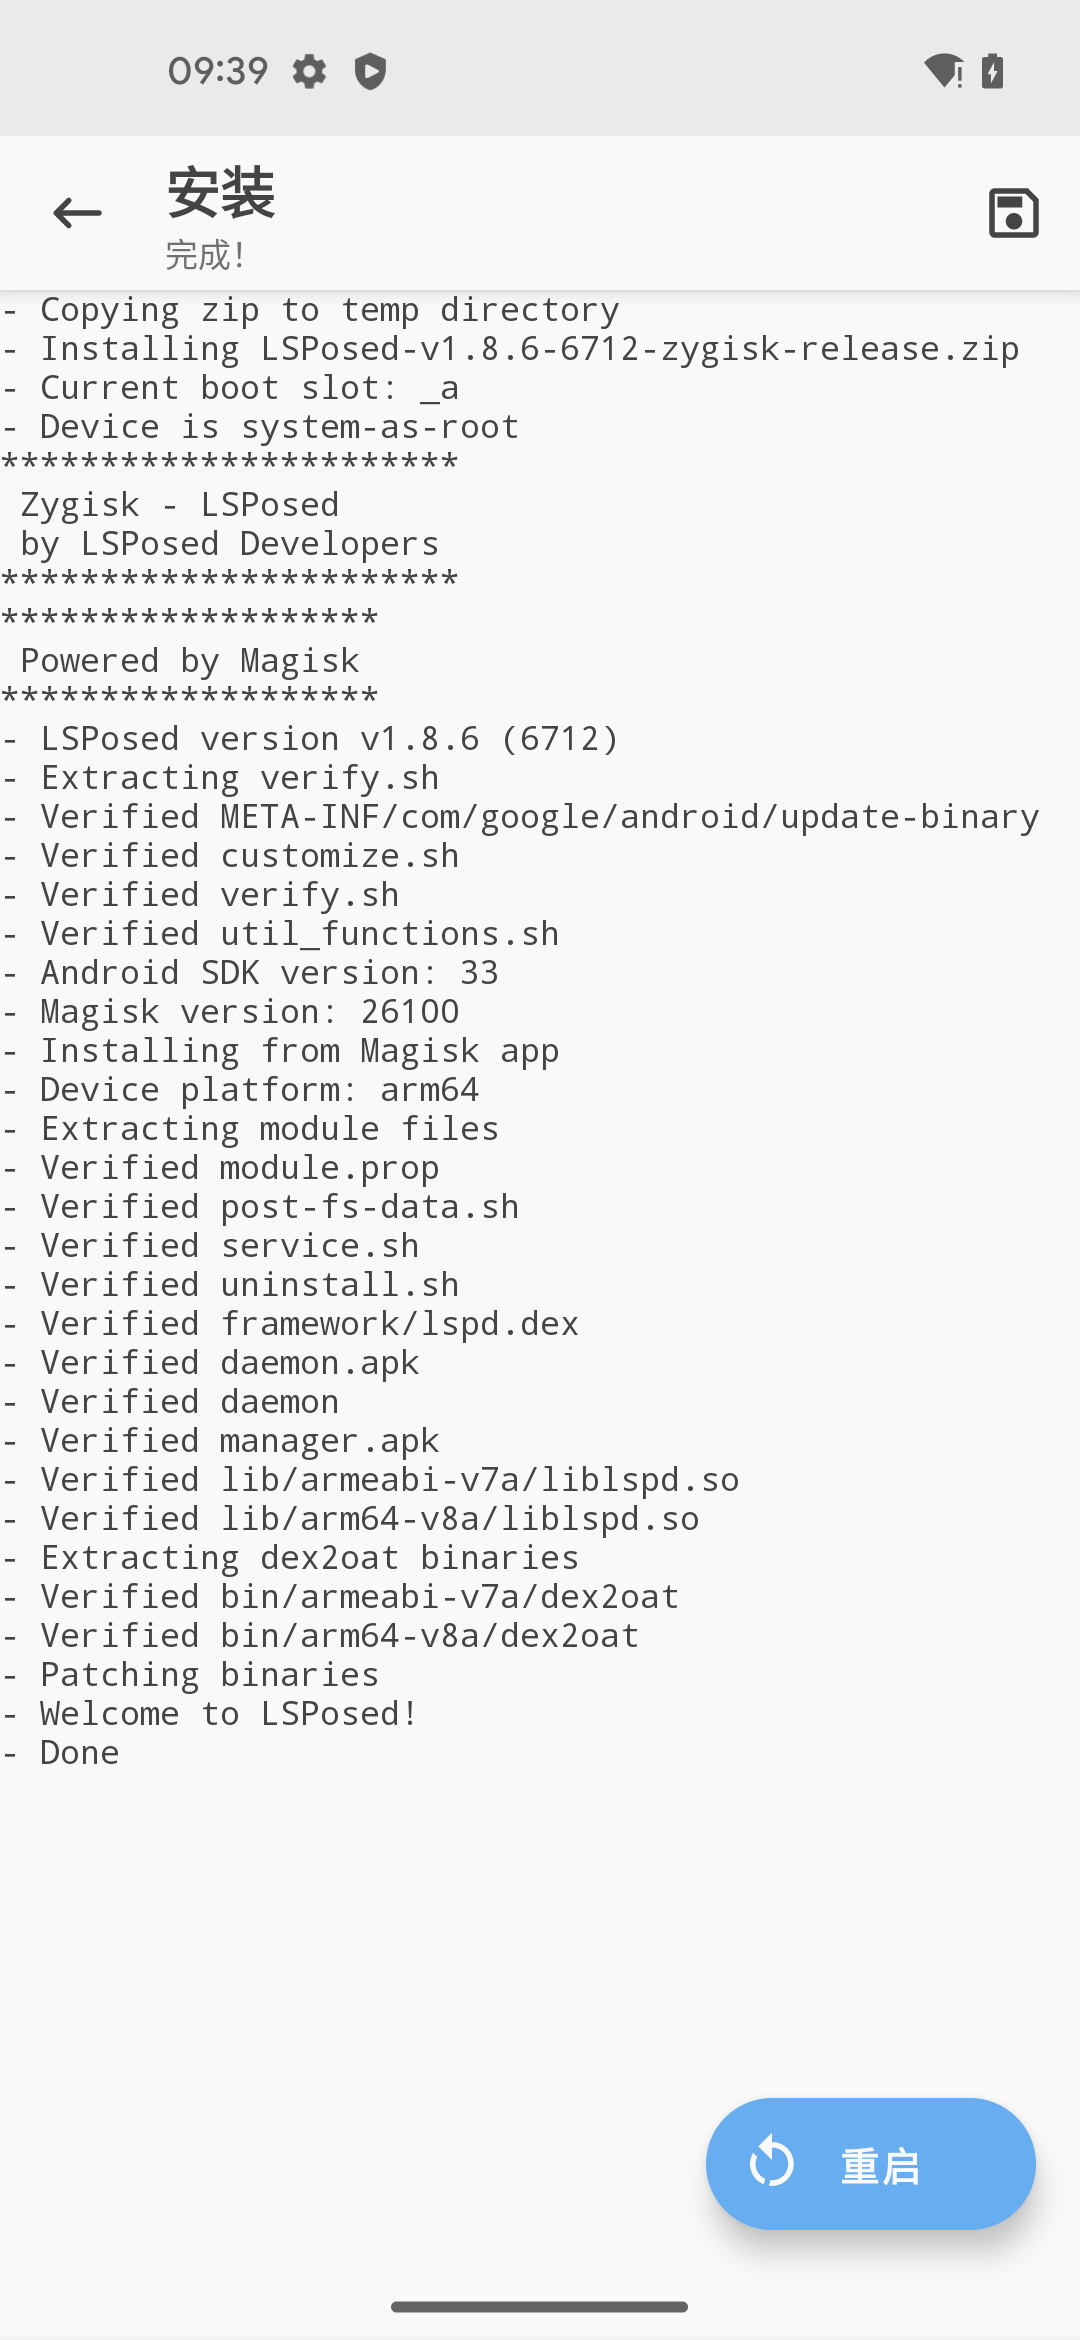 09:39
安装
完成!
- Copying zip to temp directory
- Installing LSPosed-v1.8.6-6712-zygisk-release.zip
- Current boot slot: _a
- Device is system-as-root
***********************
 Zygisk - LSPosed
 by LSPosed Developers
***********************
*******************
 Powered by Magisk
*******************
- LSPosed version v1.8.6 (6712)
- Extracting verify.sh
- Verified META-INF/com/google/android/update-binary
- Verified customize.sh
- Verified verify.sh
- Verified util_functions.sh
- Android SDK version: 33
- Magisk version: 26100
- Installing from Magisk app
- Device platform: arm64
- Extracting module files
- Verified module.prop
- Verified post-fs-data.sh
- Verified service.sh
- Verified uninstall.sh
- Verified framework/lspd.dex
- Verified daemon.apk
- Verified daemon
- Verified manager.apk
- Verified lib/armeabi-v7a/liblspd.so
- Verified lib/arm64-v8a/liblspd.so
- Extracting dex2oat binaries
- Verified bin/armeabi-v7a/dex2oat
- Verified bin/arm64-v8a/dex2oat
- Patching binaries
- Welcome to LSPosed!
- Done
重启